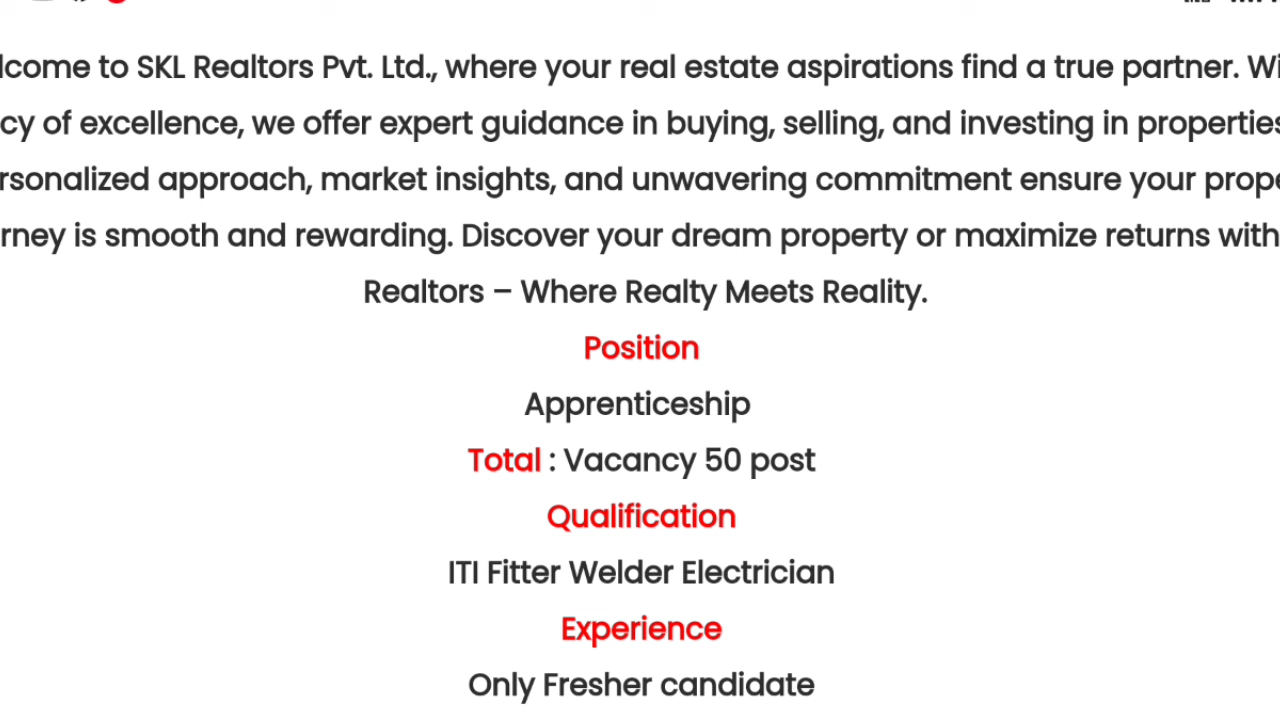 lcome to SKL Realtors Pvt. Ltd., where your real estate aspirations find a true partner. Wi
cy of excellence, we offer expert guidance in buying, selling, and investing in properties
rsonalized approach, market insights, and unwavering commitment ensure your prope
rney is smooth and rewarding. Discover your dream property or maximize returns with
Realtors – Where Realty Meets Reality.
Position
Apprenticeship
Total : Vacancy 50 post
Qualification
ITI Fitter Welder Electrician
Experience
Only Fresher candidate